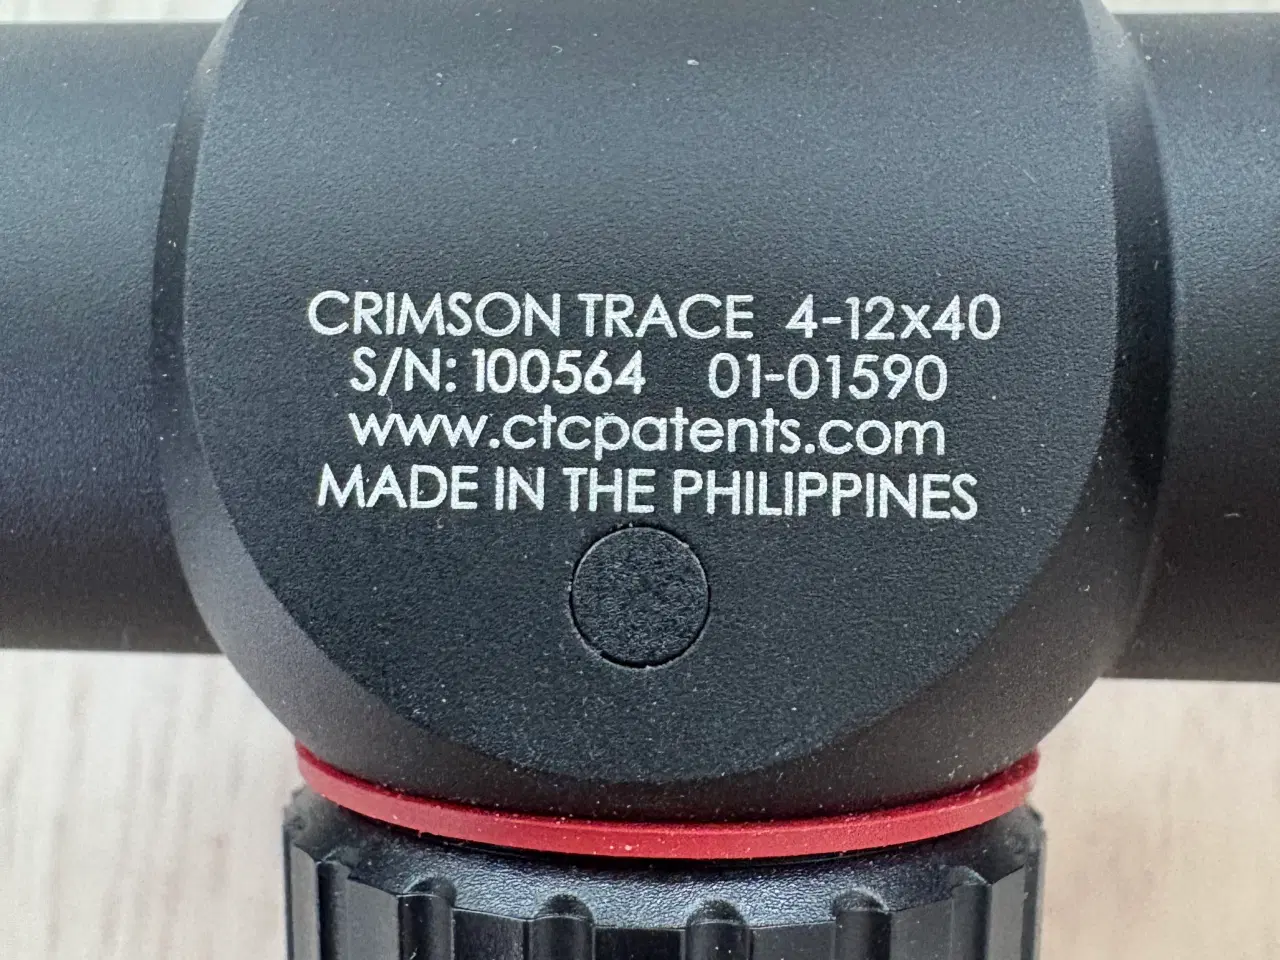 CRIMSON TRACE 4-12x40
S/N: 100564 01-01590
www.ctcpatents.com
MADE IN THE PHILIPPINES